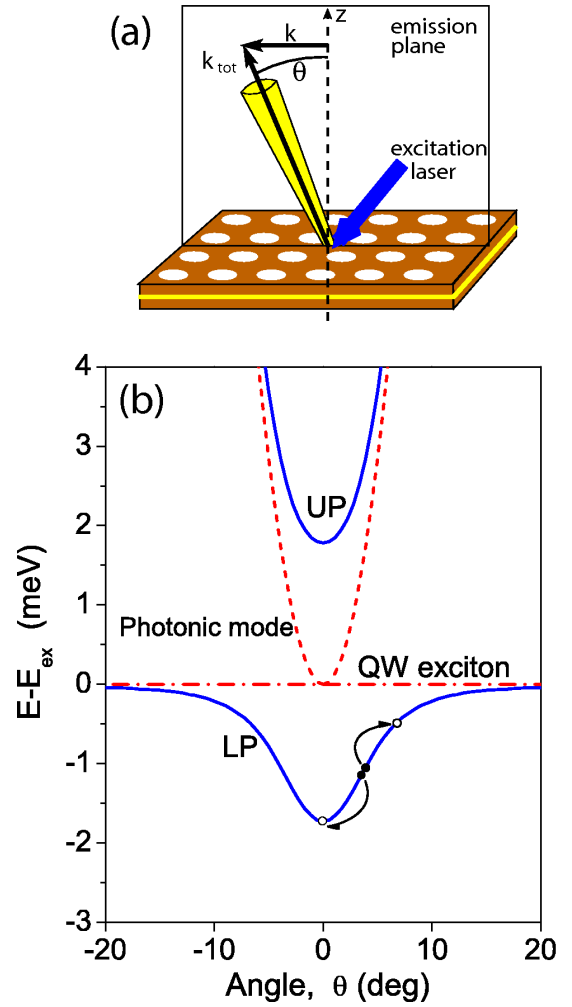 (a)
z
k
emission
plane
k tot
θ
excitation
laser
(b)
4
3
2
1
0
-1
-2
-3
E-Eex (meV)
UP
Photonic mode
QW exciton
LP
-20
-10
0
10
20
Angle, θ (deg)